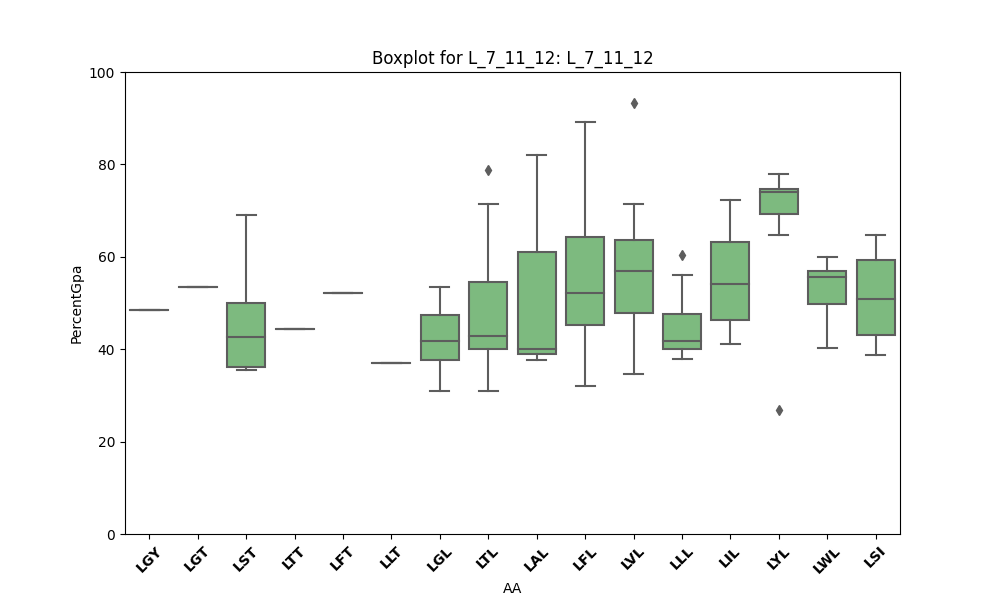 Boxplot for L_7_11_12: L_7_11_12
100
80
60
40
20
0
PercentGpa
LGY LGT LST LTT LFT LLT LGL LTL LAL LFL LVL LLL LIL LYL LWL LSI
AA